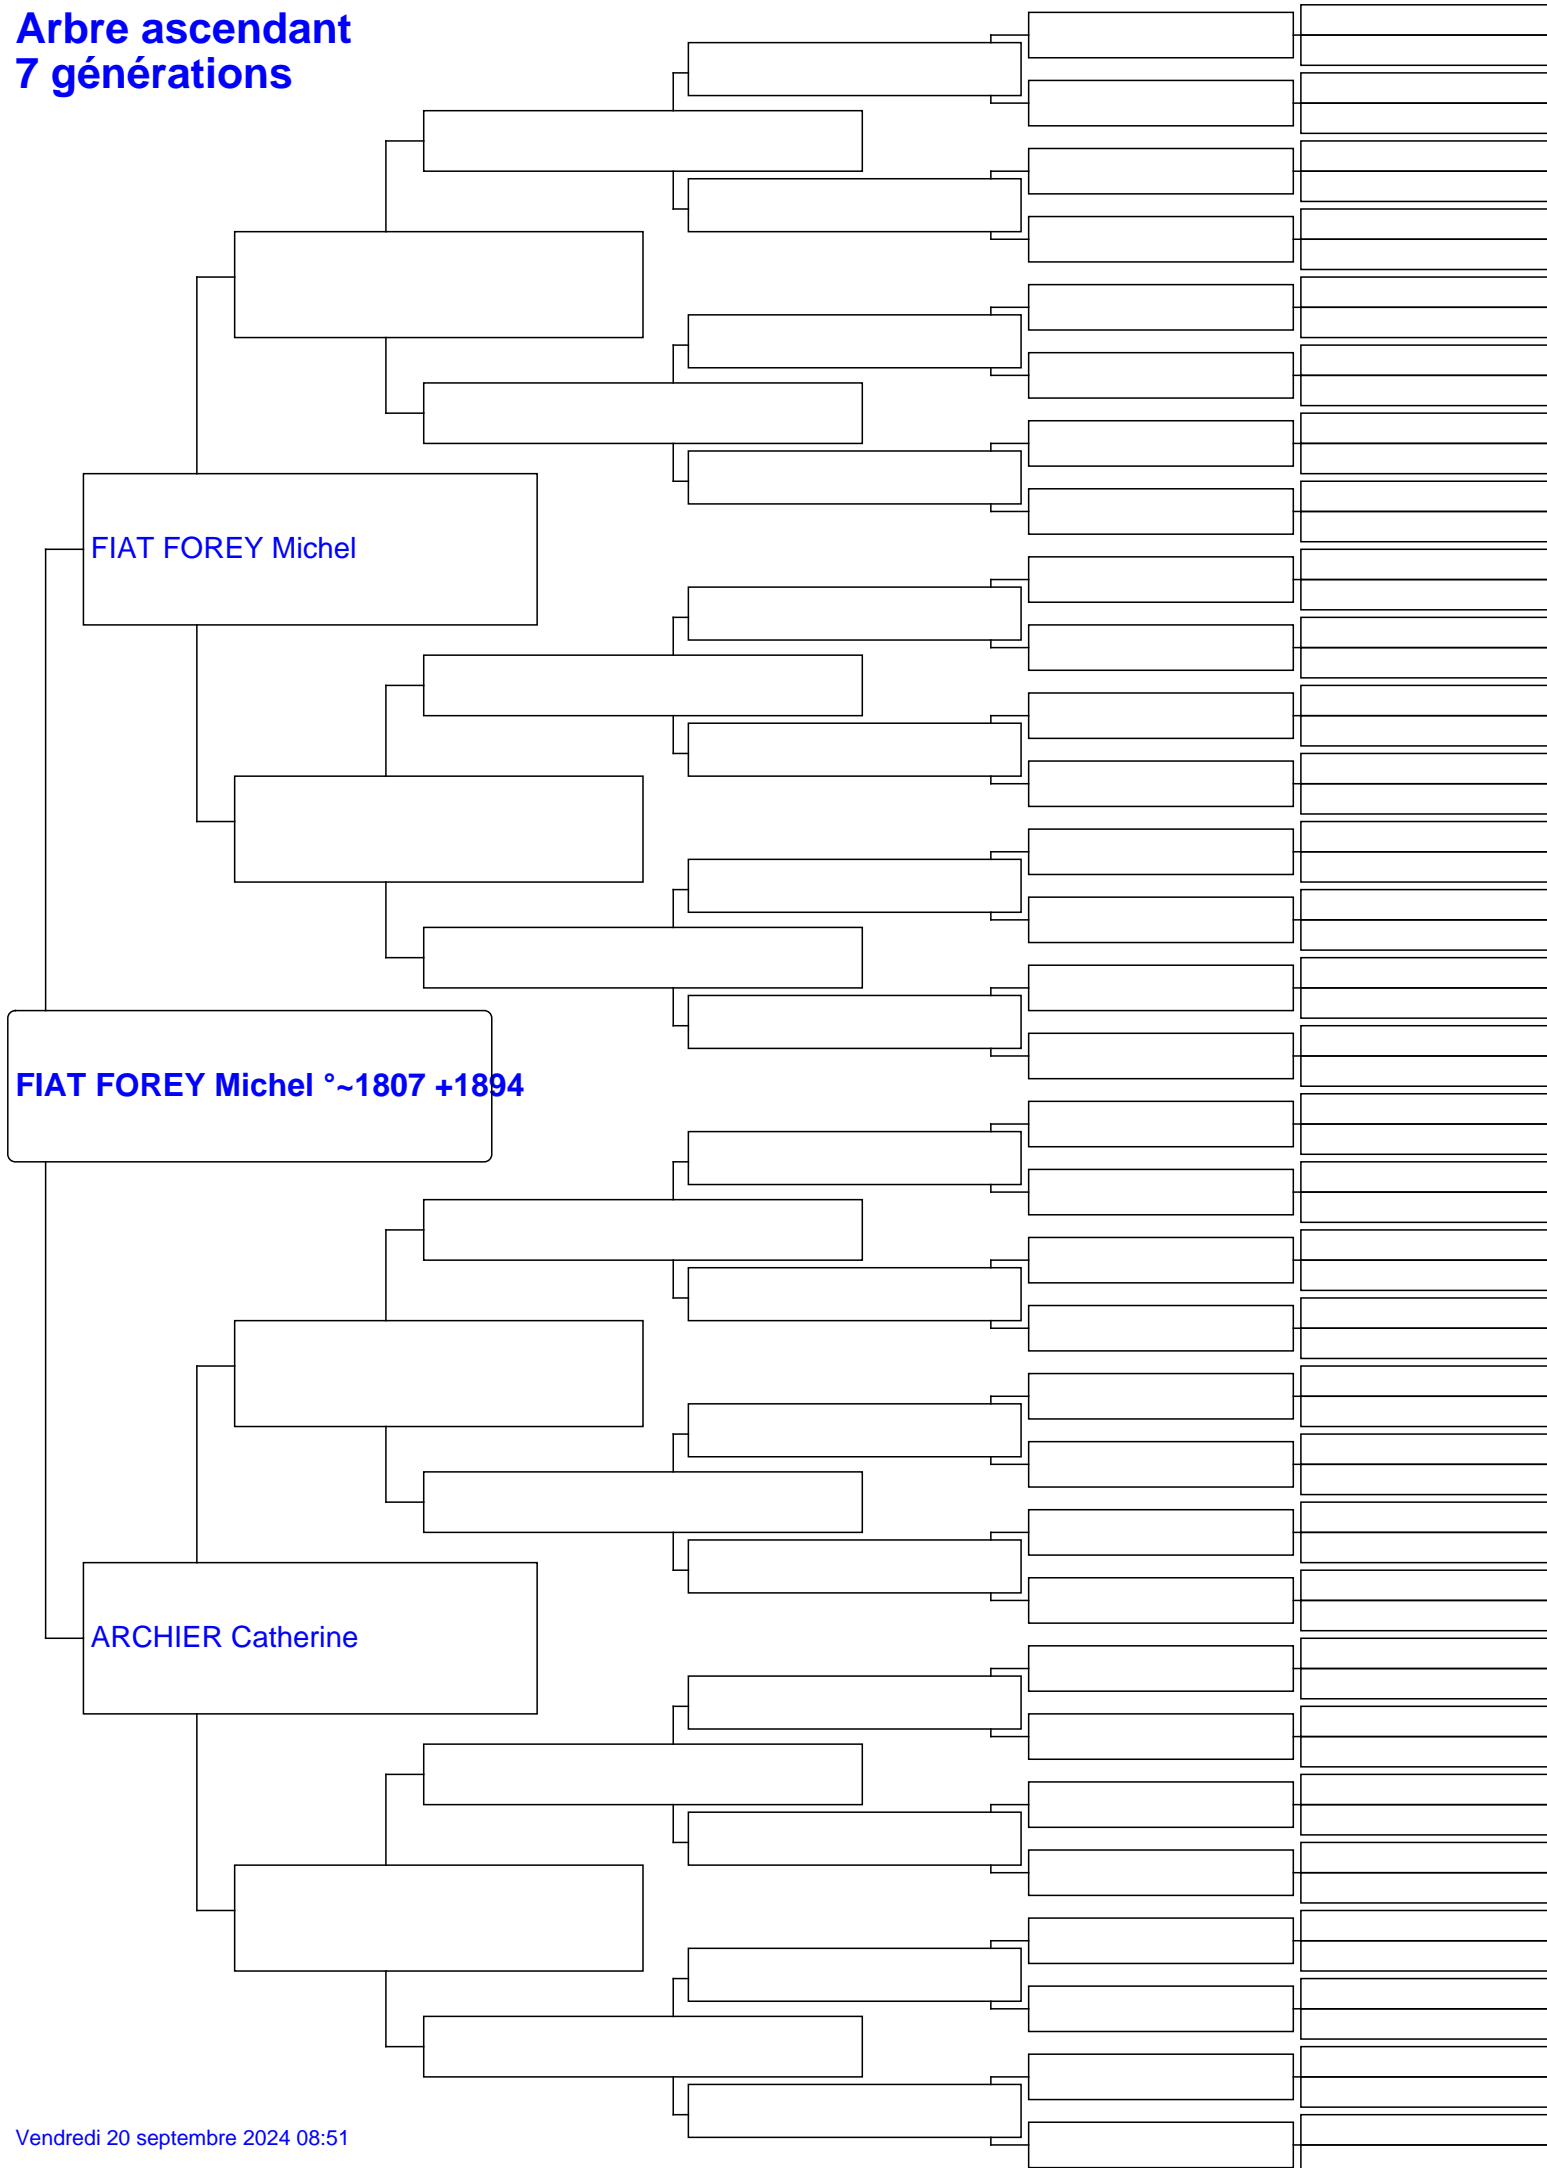 Arbre ascendant
7 générations
FIAT FOREY Michel
FIAT FOREY Michel °~1807 +1894
ARCHIER Catherine
Vendredi 20 septembre 2024 08:51